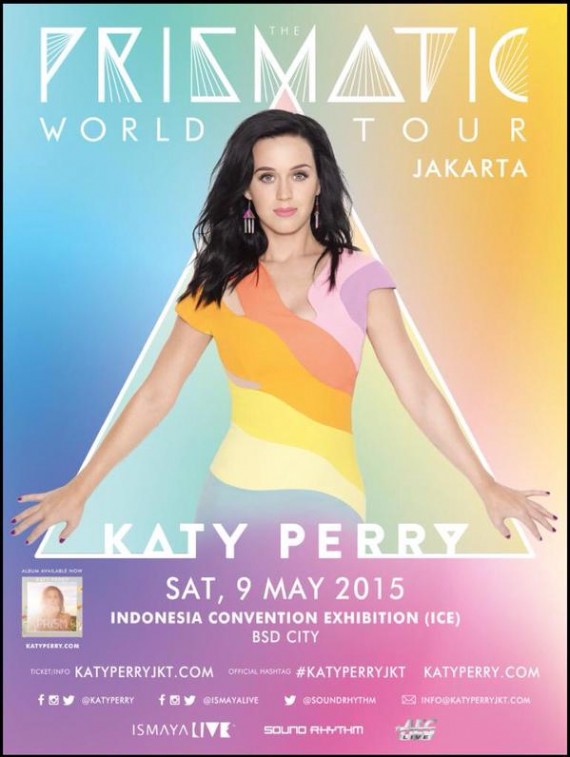 THE
PRISMATIC
WORLD TOUR
JAKARTA
KATY PERRY
SAT, 9 MAY 2015
INDONESIA CONVENTION EXHIBITION (ICE)
BSD CITY
ALBUM AVAILABLE NOW
PRISM
KATYPERRY.COM
TICKET/INFO KATYPERRYJKT.COM OFFICIAL HASHTAG #KATYPERRYJKT KATYPERRY.COM
@KATYPERRY @ISMAYALIVE @SOUNDRHYTHM INFO@KATYPERRYJKT.COM
ISMAYA LIVE SOUND RHYTHM LIVE